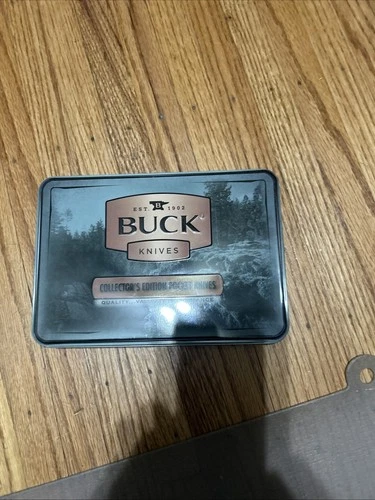 EST. B 1902
BUCK
KNIVES
COLLECTOR'S EDITION POCKET KNIVES
QUALITY